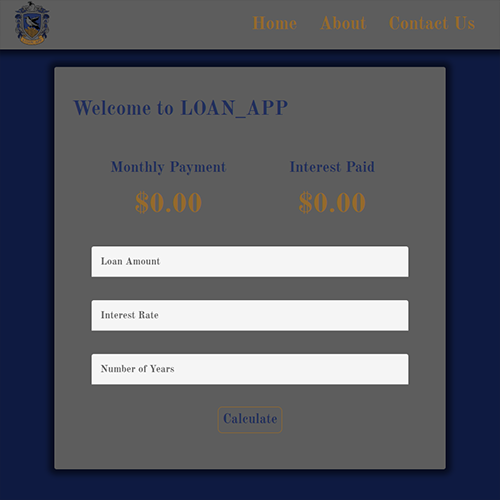 Home About Contact Us
Welcome to LOAN_APP
Monthly Payment Interest Paid
$0.00 $0.00
Loan Amount
Interest Rate
Number of Years
Calculate